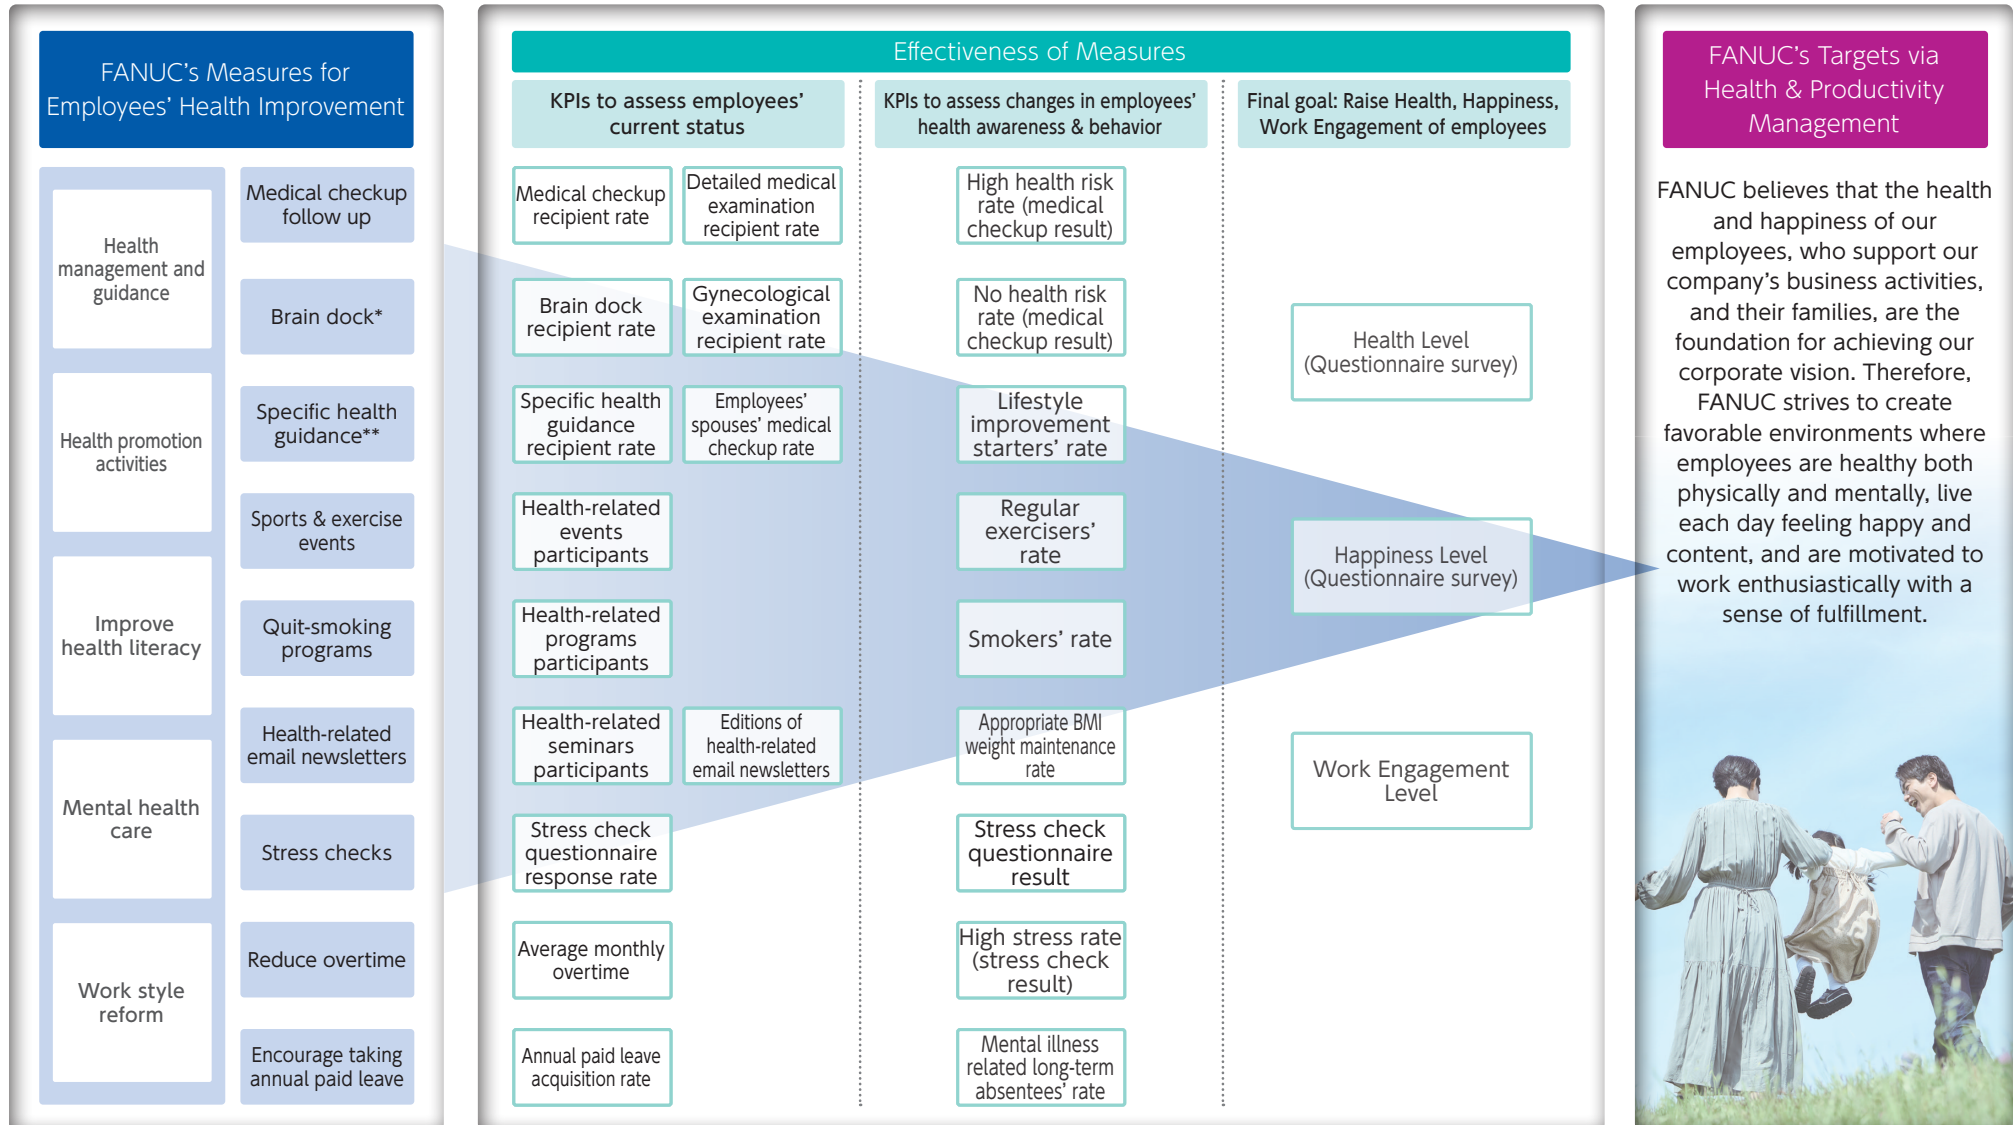 FANUC's Measures for
Employees' Health Improvement
Health
management and
guidance
Health promotion
activities
Improve
health literacy
Mental health
care
Work style
reform
Medical checkup
follow up
Brain dock*
Specific health
guidance**
Sports & exercise
events
Quit-smoking
programs
Health-related
email newsletters
Stress checks
Reduce overtime
Encourage taking
annual paid leave
Effectiveness of Measures
KPIs to assess employees'
current status
Medical checkup
recipient rate
Detailed medical
examination
recipient rate
Brain dock
recipient rate
Gynecological
examination
recipient rate
Specific health
guidance
recipient rate
Employees'
spouses' medical
checkup rate
Health-related
events
participants
Health-related
programs
participants
Health-related
seminars
participants
Editions of
health-related
email newsletters
Stress check
questionnaire
response rate
Average monthly
overtime
Annual paid leave
acquisition rate
KPIs to assess changes in employees'
health awareness & behavior
High health risk
rate (medical
checkup result)
No health risk
rate (medical
checkup result)
Lifestyle
improvement
starters' rate
Regular
exercisers'
rate
Smokers' rate
Appropriate BMI
weight maintenance
rate
Stress check
questionnaire
result
High stress rate
(stress check
result)
Mental illness
related long-term
absentees' rate
Final goal: Raise Health, Happiness,
Work Engagement of employees
Health Level
(Questionnaire survey)
Happiness Level
(Questionnaire survey)
Work Engagement
Level
FANUC's Targets via
Health & Productivity
Management
FANUC believes that the health
and happiness of our
employees, who support our
company's business activities,
and their families, are the
foundation for achieving our
corporate vision. Therefore,
FANUC strives to create
favorable environments where
employees are healthy both
physically and mentally, live
each day feeling happy and
content, and are motivated to
work enthusiastically with a
sense of fulfillment.